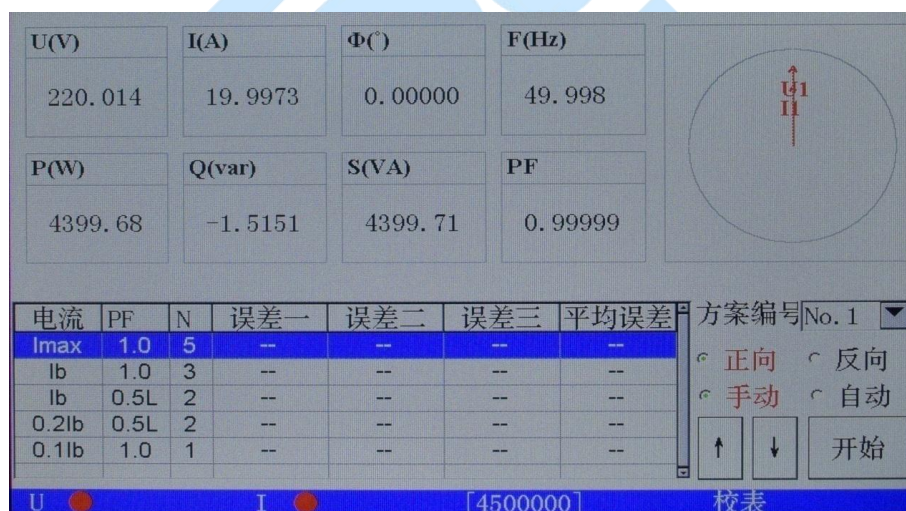 U(V) I(A) Φ(°) F(Hz)
220.014 19.9973 0.00000 49.998
U1
I1
P(W) Q(var) S(VA) PF
4399.68 -1.5151 4399.71 0.99999
电流 PF N 误差一 误差二 误差三 平均误差 方案编号 No.1
Imax 1.0 5 -- -- -- --
Ib 1.0 3 -- -- -- -- 正向 反向
Ib 0.5L 2 -- -- -- -- 手动 自动
0.2Ib 0.5L 2 -- -- -- --
0.1Ib 1.0 1 -- -- -- -- ↑ ↓ 开始
U I [4500000] 校表